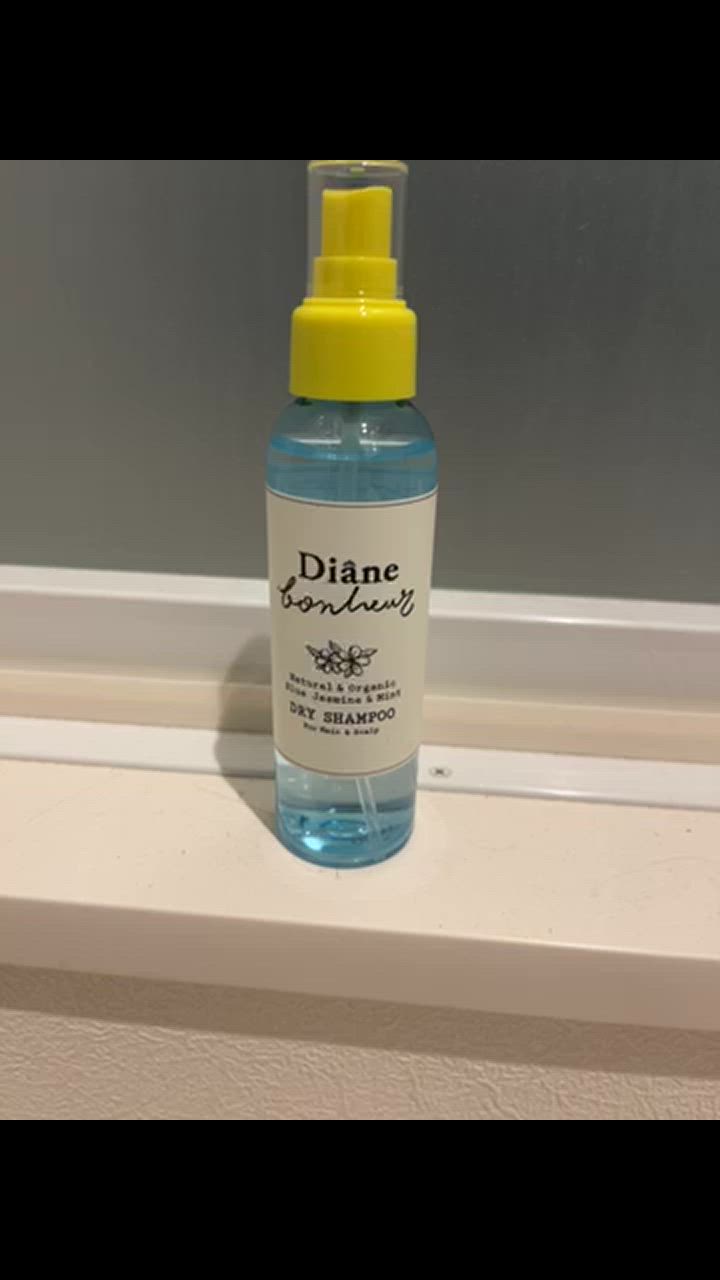 Diâne
bonheur
Natural & Organic
Blue Jasmine & Mint
DRY SHAMPOO
For Hair & Scalp